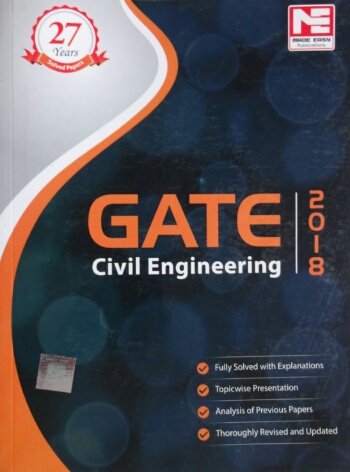 27
Years
Solved Papers
ME
MADE EASY
Publications
GATE
2018
Civil Engineering
Fully Solved with Explanations
Topicwise Presentation
Analysis of Previous Papers
Thoroughly Revised and Updated